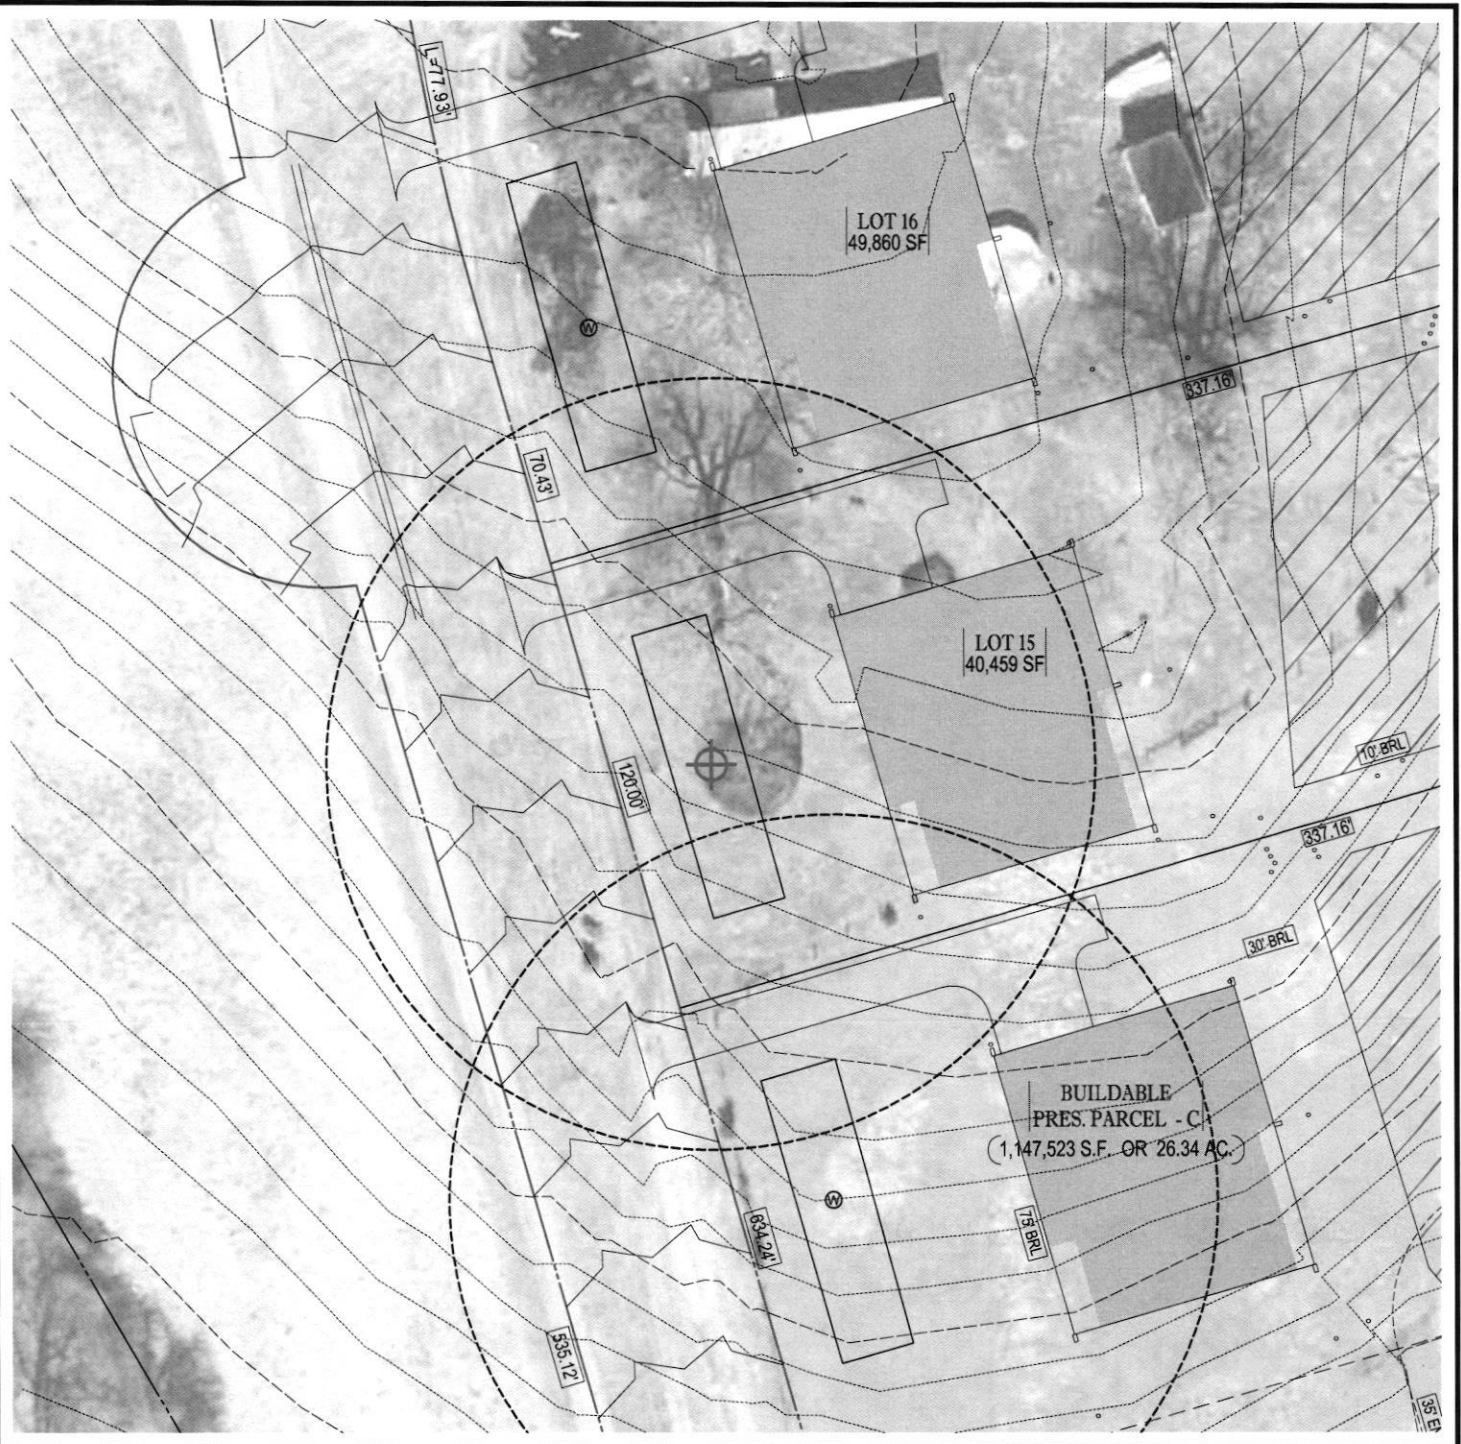 L=77.93'
LOT 16
49,860 SF
W
337.16'
70.43'
LOT 15
40,459 SF
10' BRL
120.00'
337.16'
30' BRL
BUILDABLE
PRES. PARCEL - C
(1,147,523 S.F. OR 26.34 AC.)
W
75' BRL
634.24'
535.12'